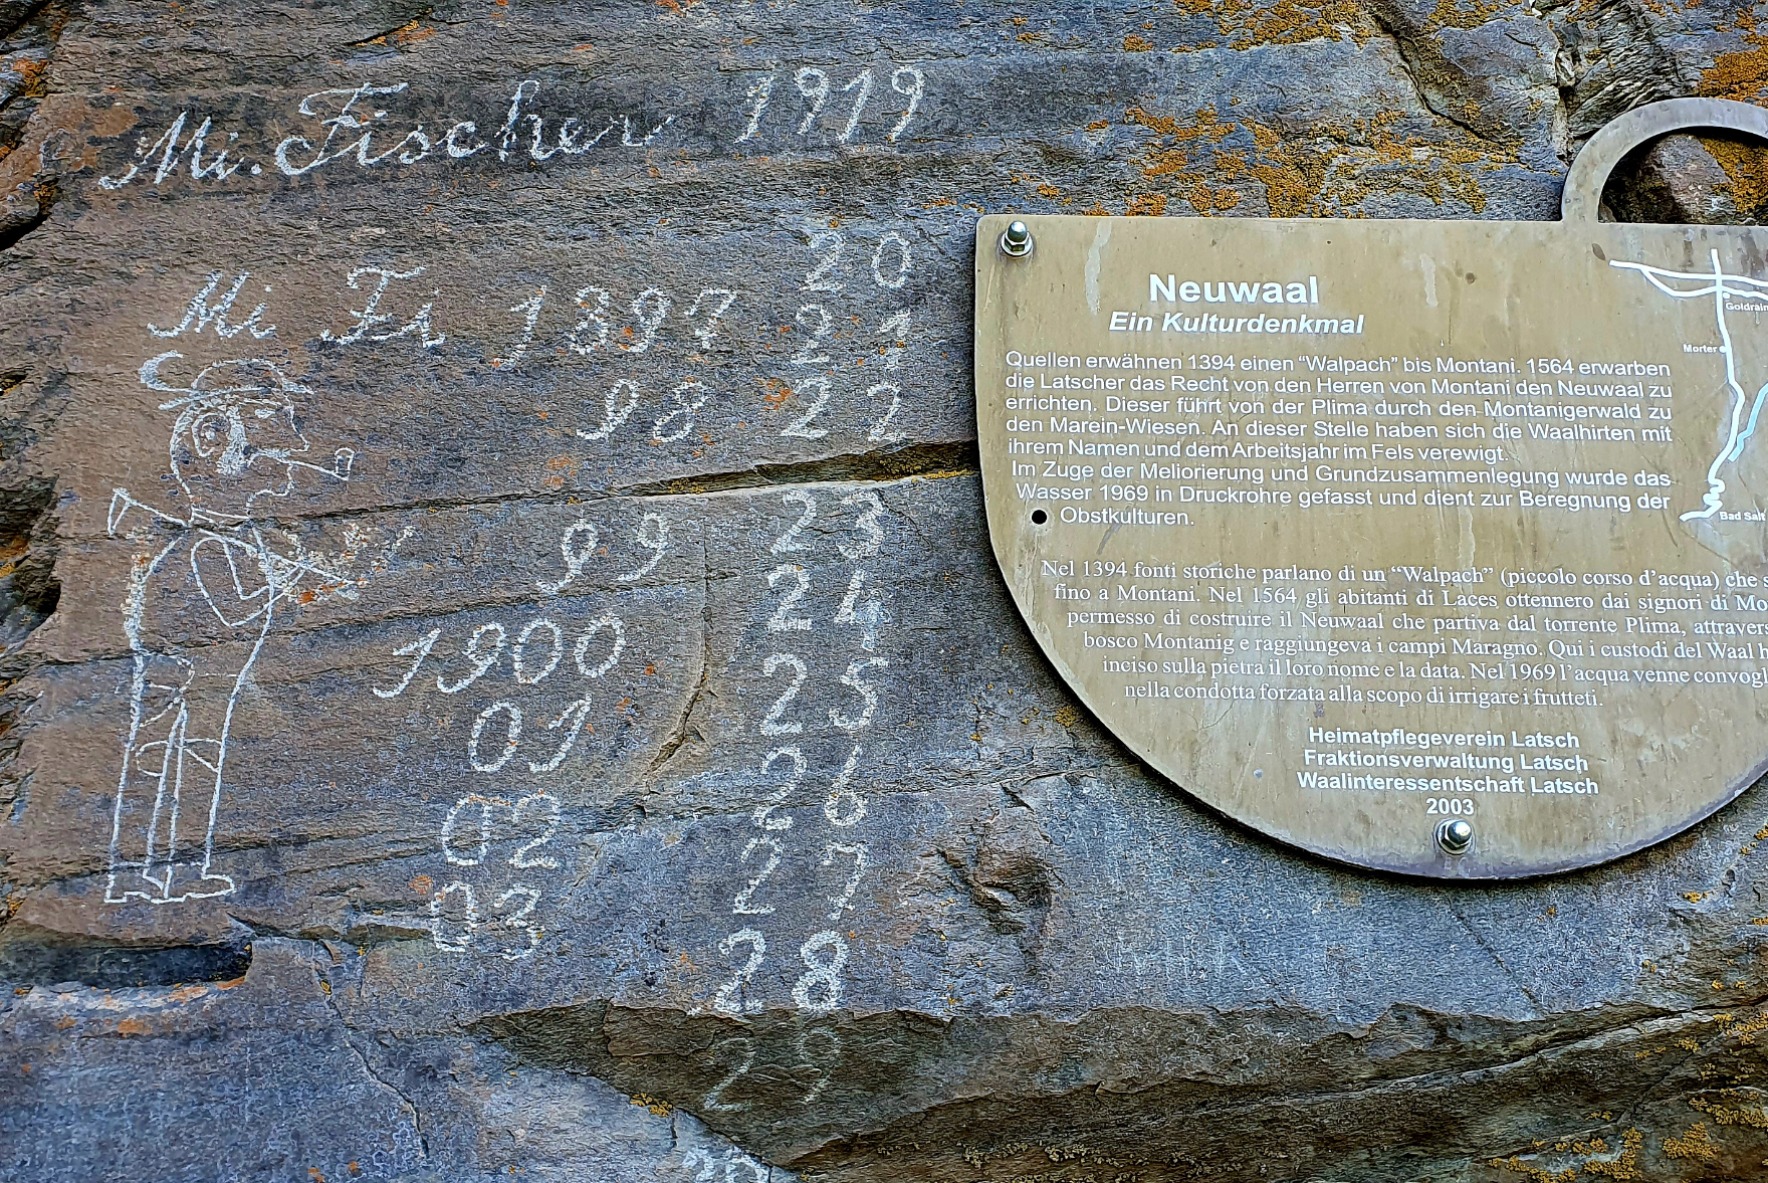 Mi. Fischer 1919
20
Mi Fi 1897 21
98 22
99 23
24
1900
01 25
02 26
03 27
28
29
30
Neuwaal
Ein Kulturdenkmal
Quellen erwähnen 1394 einen “Walpach” bis Montani. 1564 erwarben
die Latscher das Recht von den Herren von Montani den Neuwaal zu
errichten. Dieser führt von der Plima durch den Montanigerwald zu
den Marein-Wiesen. An dieser Stelle haben sich die Waalhirten mit
ihrem Namen und dem Arbeitsjahr im Fels verewigt.
Im Zuge der Meliorierung und Grundzusammenlegung wurde das
Wasser 1969 in Druckrohre gefasst und dient zur Beregnung der
Obstkulturen.
Nel 1394 fonti storiche parlano di un “Walpach” (piccolo corso d’acqua) che s
fino a Montani. Nel 1564 gli abitanti di Laces ottennero dai signori di Mo
permesso di costruire il Neuwaal che partiva dal torrente Plima, attravers
bosco Montanig e raggiungeva i campi Maragno. Qui i custodi del Waal h
inciso sulla pietra il loro nome e la data. Nel 1969 l’acqua venne convogl
nella condotta forzata alla scopo di irrigare i frutteti.
Heimatpflegeverein Latsch
Fraktionsverwaltung Latsch
Waalinteressentschaft Latsch
2003
Goldrain
Morter
Bad Salt